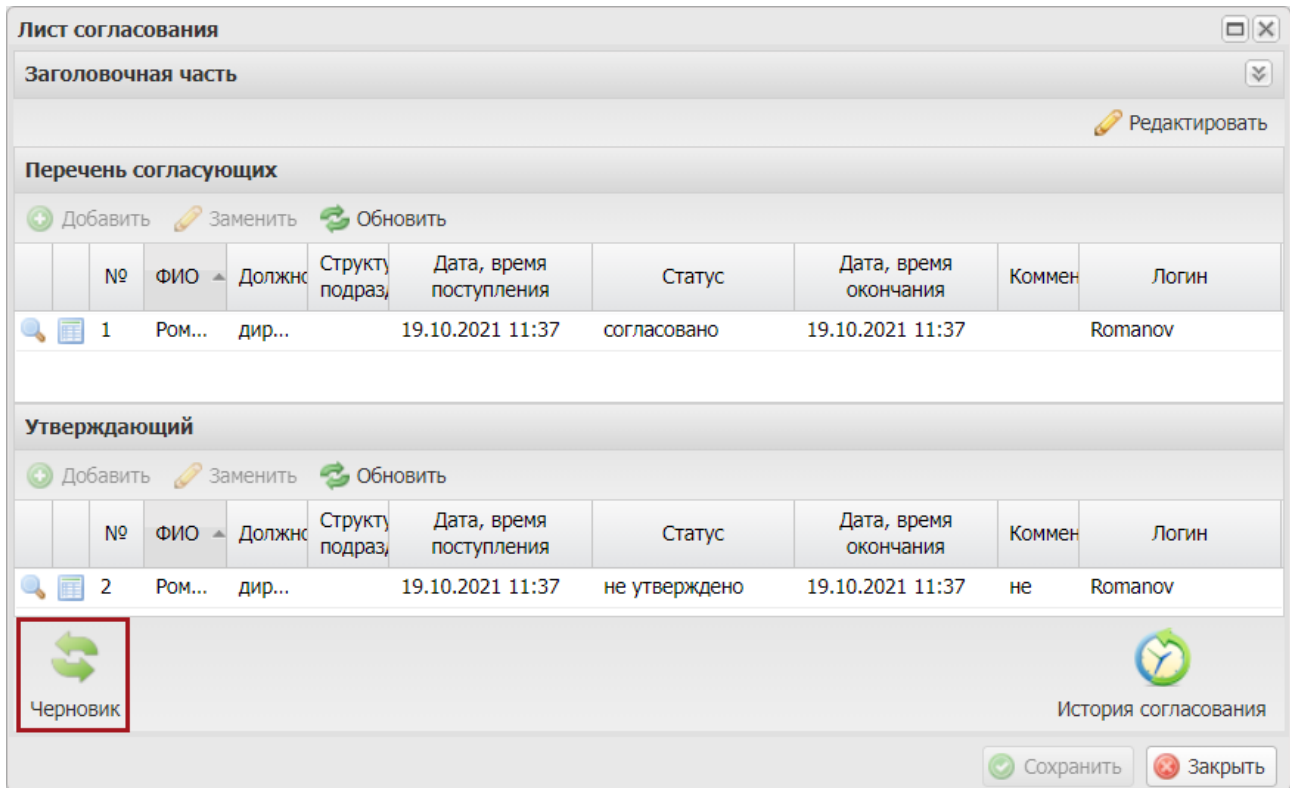 Лист согласования
Заголовочная часть
Редактировать
Перечень согласующих
Добавить Заменить Обновить
№ ФИО Должно Структу подраз Дата, время поступления Статус Дата, время окончания Коммен Логин
1 Ром... дир... 19.10.2021 11:37 согласовано 19.10.2021 11:37 Romanov
Утверждающий
Добавить Заменить Обновить
№ ФИО Должно Структу подраз Дата, время поступления Статус Дата, время окончания Коммен Логин
2 Ром... дир... 19.10.2021 11:37 не утверждено 19.10.2021 11:37 не Romanov
Черновик История согласования
Сохранить Закрыть